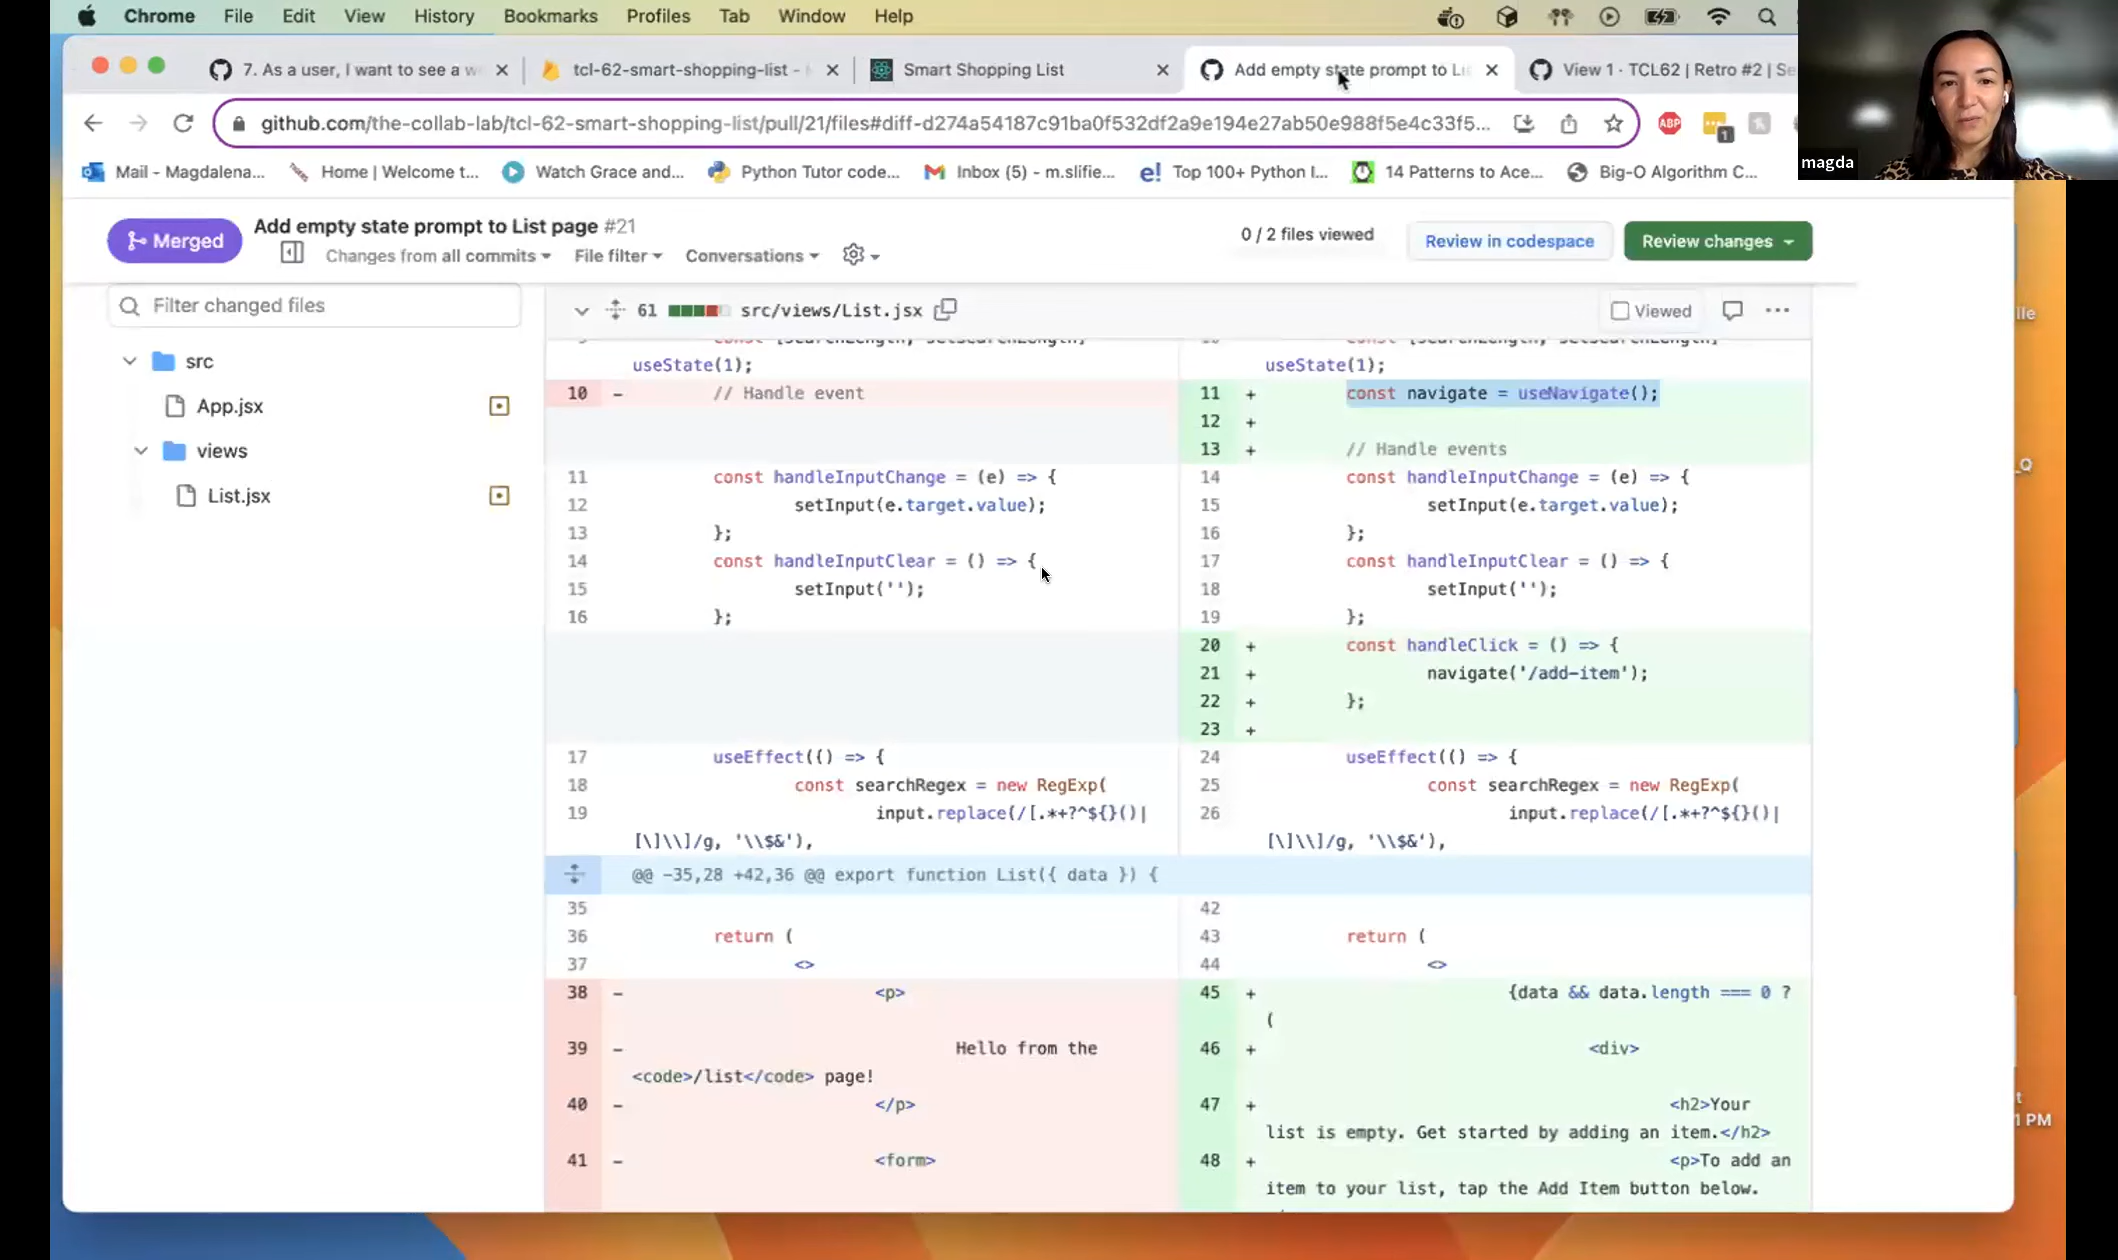 Chrome File Edit View History Bookmarks Profiles Tab Window Help
7. As a user, I want to see a w
tcl-62-smart-shopping-list -
Smart Shopping List
Add empty state prompt to Li
View 1 · TCL62 | Retro #2 | Se
github.com/the-collab-lab/tcl-62-smart-shopping-list/pull/21/files#diff-d274a54187c91ba0f532df2a9e194e27ab50e988f5e4c33f5...
ABP
1
magda
Mail - Magdalena... Home | Welcome t... Watch Grace and... Python Tutor code... Inbox (5) - m.slifie... Top 100+ Python I... 14 Patterns to Ace... Big-O Algorithm C...
Merged
Add empty state prompt to List page #21
Changes from all commits File filter Conversations
0 / 2 files viewed
Review in codespace
Review changes
Filter changed files
src
App.jsx
views
List.jsx
61 src/views/List.jsx
Viewed
useState(1);
10 - // Handle event
11 const handleInputChange = (e) => {
12 setInput(e.target.value);
13 };
14 const handleInputClear = () => {
15 setInput('');
16 };
17 useEffect(() => {
18 const searchRegex = new RegExp(
19 input.replace(/[.*+?^${}()|
[\]\\]/g, '\\$&'),
@@ -35,28 +42,36 @@ export function List({ data }) {
35
36 return (
37 <>
38 - <p>
39 - Hello from the
<code>/list</code> page!
40 - </p>
41 - <form>
useState(1);
11 + const navigate = useNavigate();
12 +
13 + // Handle events
14 const handleInputChange = (e) => {
15 setInput(e.target.value);
16 };
17 const handleInputClear = () => {
18 setInput('');
19 };
20 + const handleClick = () => {
21 + navigate('/add-item');
22 + };
23 +
24 useEffect(() => {
25 const searchRegex = new RegExp(
26 input.replace(/[.*+?^${}()|
[\]\\]/g, '\\$&'),
42
43 return (
44 <>
45 + {data && data.length === 0 ?
(
46 + <div>
47 + <h2>Your
list is empty. Get started by adding an item.</h2>
48 + <p>To add an
item to your list, tap the Add Item button below.
1 PM